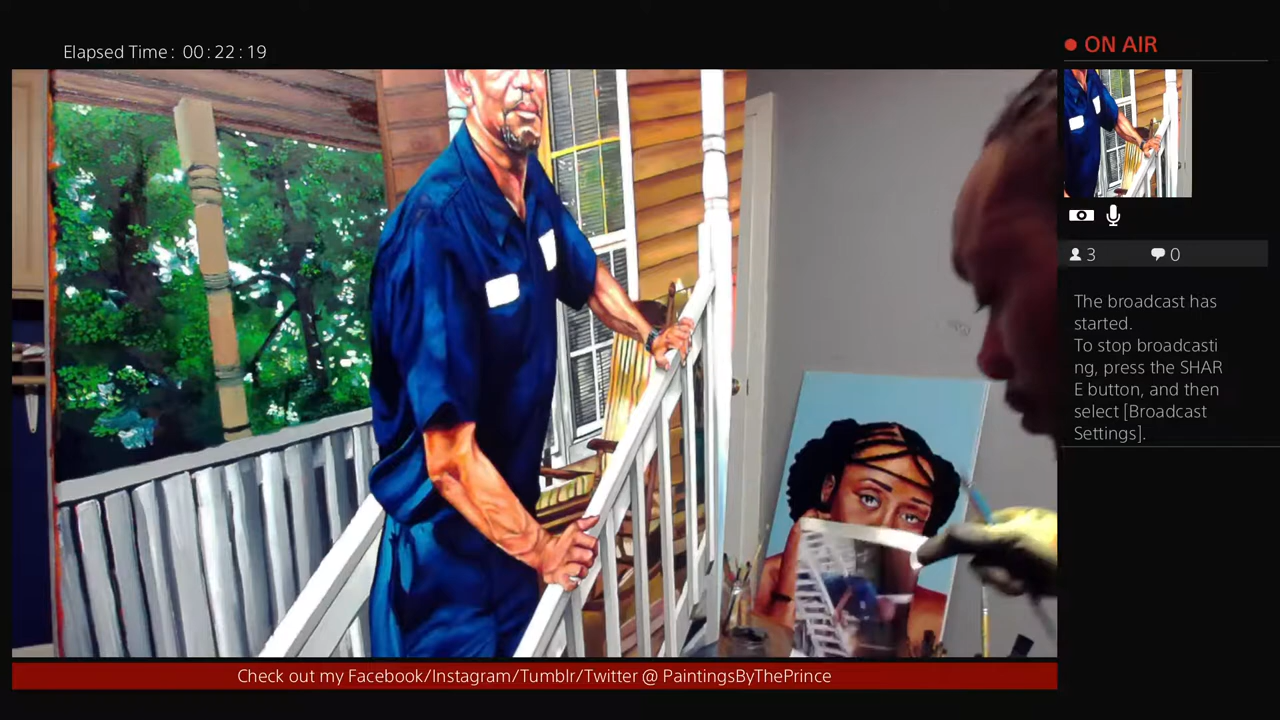 Elapsed Time: 00:22:19
ON AIR
3
0
The broadcast has
started.
To stop broadcasti
ng, press the SHAR
E button, and then
select [Broadcast
Settings].
Check out my Facebook/Instagram/Tumblr/Twitter @ PaintingsByThePrince